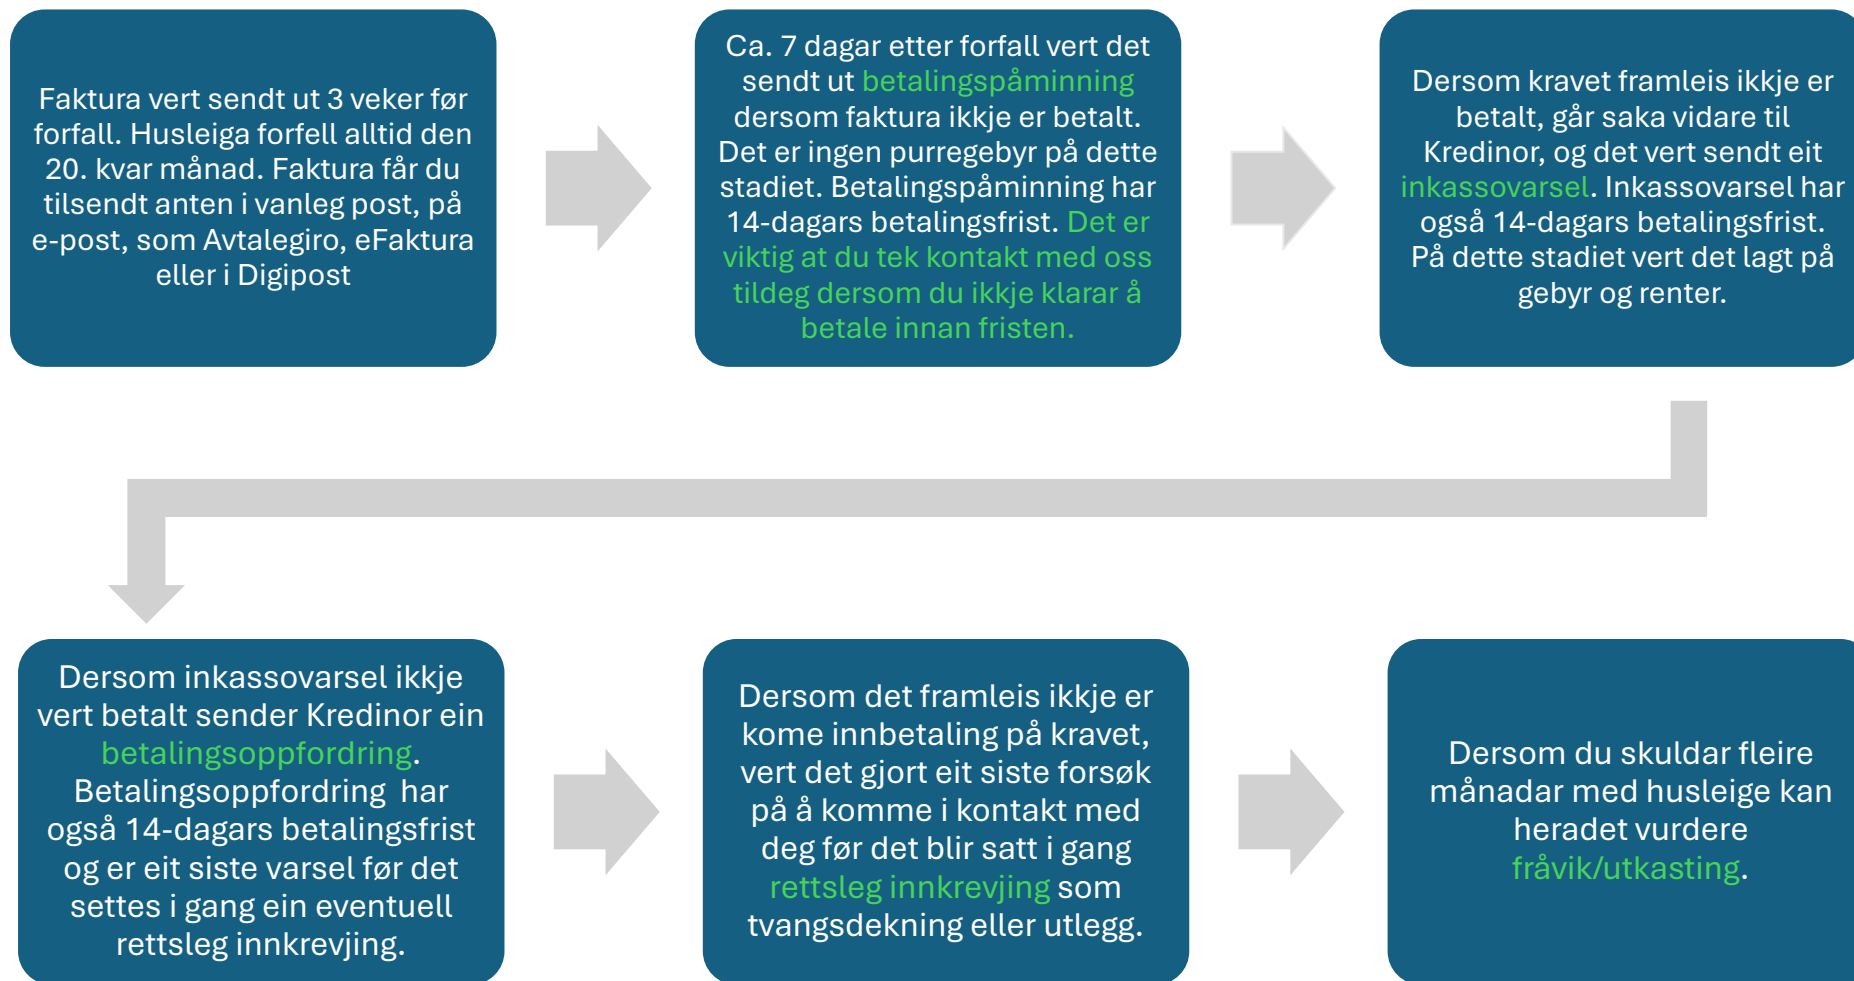 Faktura vert sendt ut 3 veker før
forfall. Husleiga forfell alltid den
20. kvar månad. Faktura får du
tilsendt anten i vanleg post, på
e-post, som Avtalegiro, eFaktura
eller i Digipost
Ca. 7 dagar etter forfall vert det
sendt ut betalingspåminning
dersom faktura ikkje er betalt.
Det er ingen purregebyr på dette
stadiet. Betalingspåminning har
14-dagars betalingsfrist. Det er
viktig at du tek kontakt med oss
tildeg dersom du ikkje klarar å
betale innan fristen.
Dersom kravet framleis ikkje er
betalt, går saka vidare til
Kredinor, og det vert sendt eit
inkassovarsel. Inkassovarsel har
også 14-dagars betalingsfrist.
På dette stadiet vert det lagt på
gebyr og renter.
Dersom inkassovarsel ikkje
vert betalt sender Kredinor ein
betalingsoppfordring.
Betalingsoppfordring  har
også 14-dagars betalingsfrist
og er eit siste varsel før det
settes i gang ein eventuell
rettsleg innkrevjing.
Dersom det framleis ikkje er
kome innbetaling på kravet,
vert det gjort eit siste forsøk
på å komme i kontakt med
deg før det blir satt i gang
rettsleg innkrevjing som
tvangsdekning eller utlegg.
Dersom du skuldar fleire
månadar med husleige kan
heradet vurdere
fråvik/utkasting.